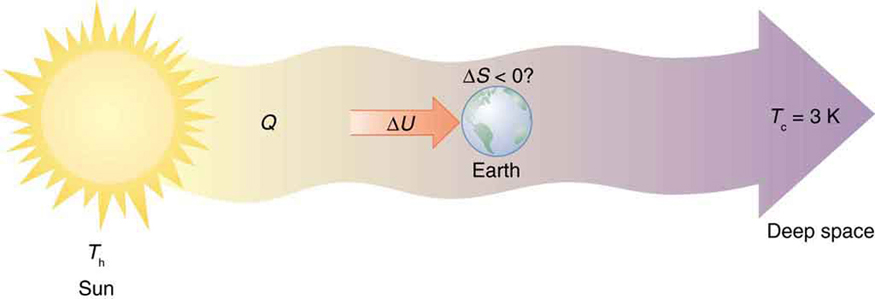 ΔS < 0?
Q
ΔU
T_c = 3 K
Earth
Deep space
T_h
Sun